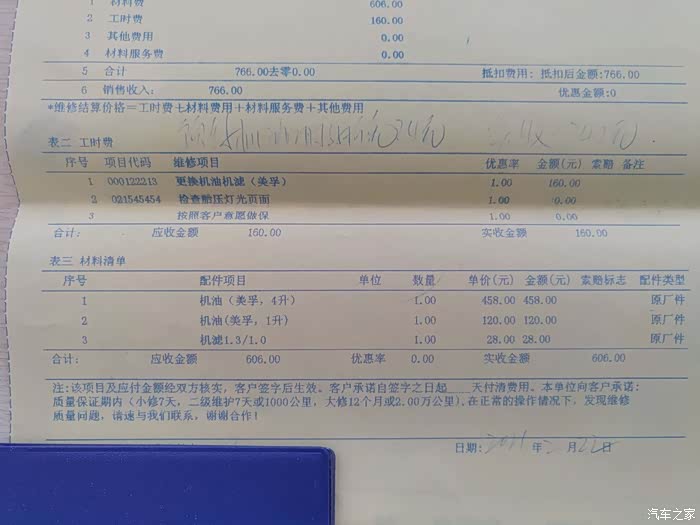 1 材料费 606.00
2 工时费 160.00
3 其他费用 0.00
4 材料服务费 0.00
5 合计 766.00去零0.00 抵扣费用: 抵扣后金额:766.00
6 销售收入: 766.00 优惠金额:0
*维修结算价格＝工时费＋材料费用＋材料服务费＋其他费用
表二 工时费
序号 项目代码 维修项目 优惠率 金额(元) 索赔 备注
1 000122213 更换机油机滤（美孚） 1.00 160.00
2 021545454 检查胎压灯光页面 1.00 0.00
3 按照客户意愿做保 1.00 0.00
合计: 应收金额 160.00 实收金额 160.00
表三 材料清单
序号 配件项目 单位 数量 单价(元) 金额(元) 索赔标志 配件类型
1 机油（美孚, 4升） 1.00 458.00 458.00 原厂件
2 机油(美孚, 1升) 1.00 120.00 120.00 原厂件
3 机滤1.3/1.0 1.00 28.00 28.00 原厂件
合计: 应收金额 606.00 优惠率 0.00 实收金额 606.00
注:该项目及应付金额经双方核实, 客户签字后生效。客户承诺自签字之日起____天付清费用。本单位向客户承诺:
质量保证期内（小修7天, 二级维护7天或1000公里, 大修12个月或2.00万公里).在正常的操作情况下, 发现维修
质量问题, 请速与我们联系, 谢谢合作!
日期:2021年2月22日
汽车之家